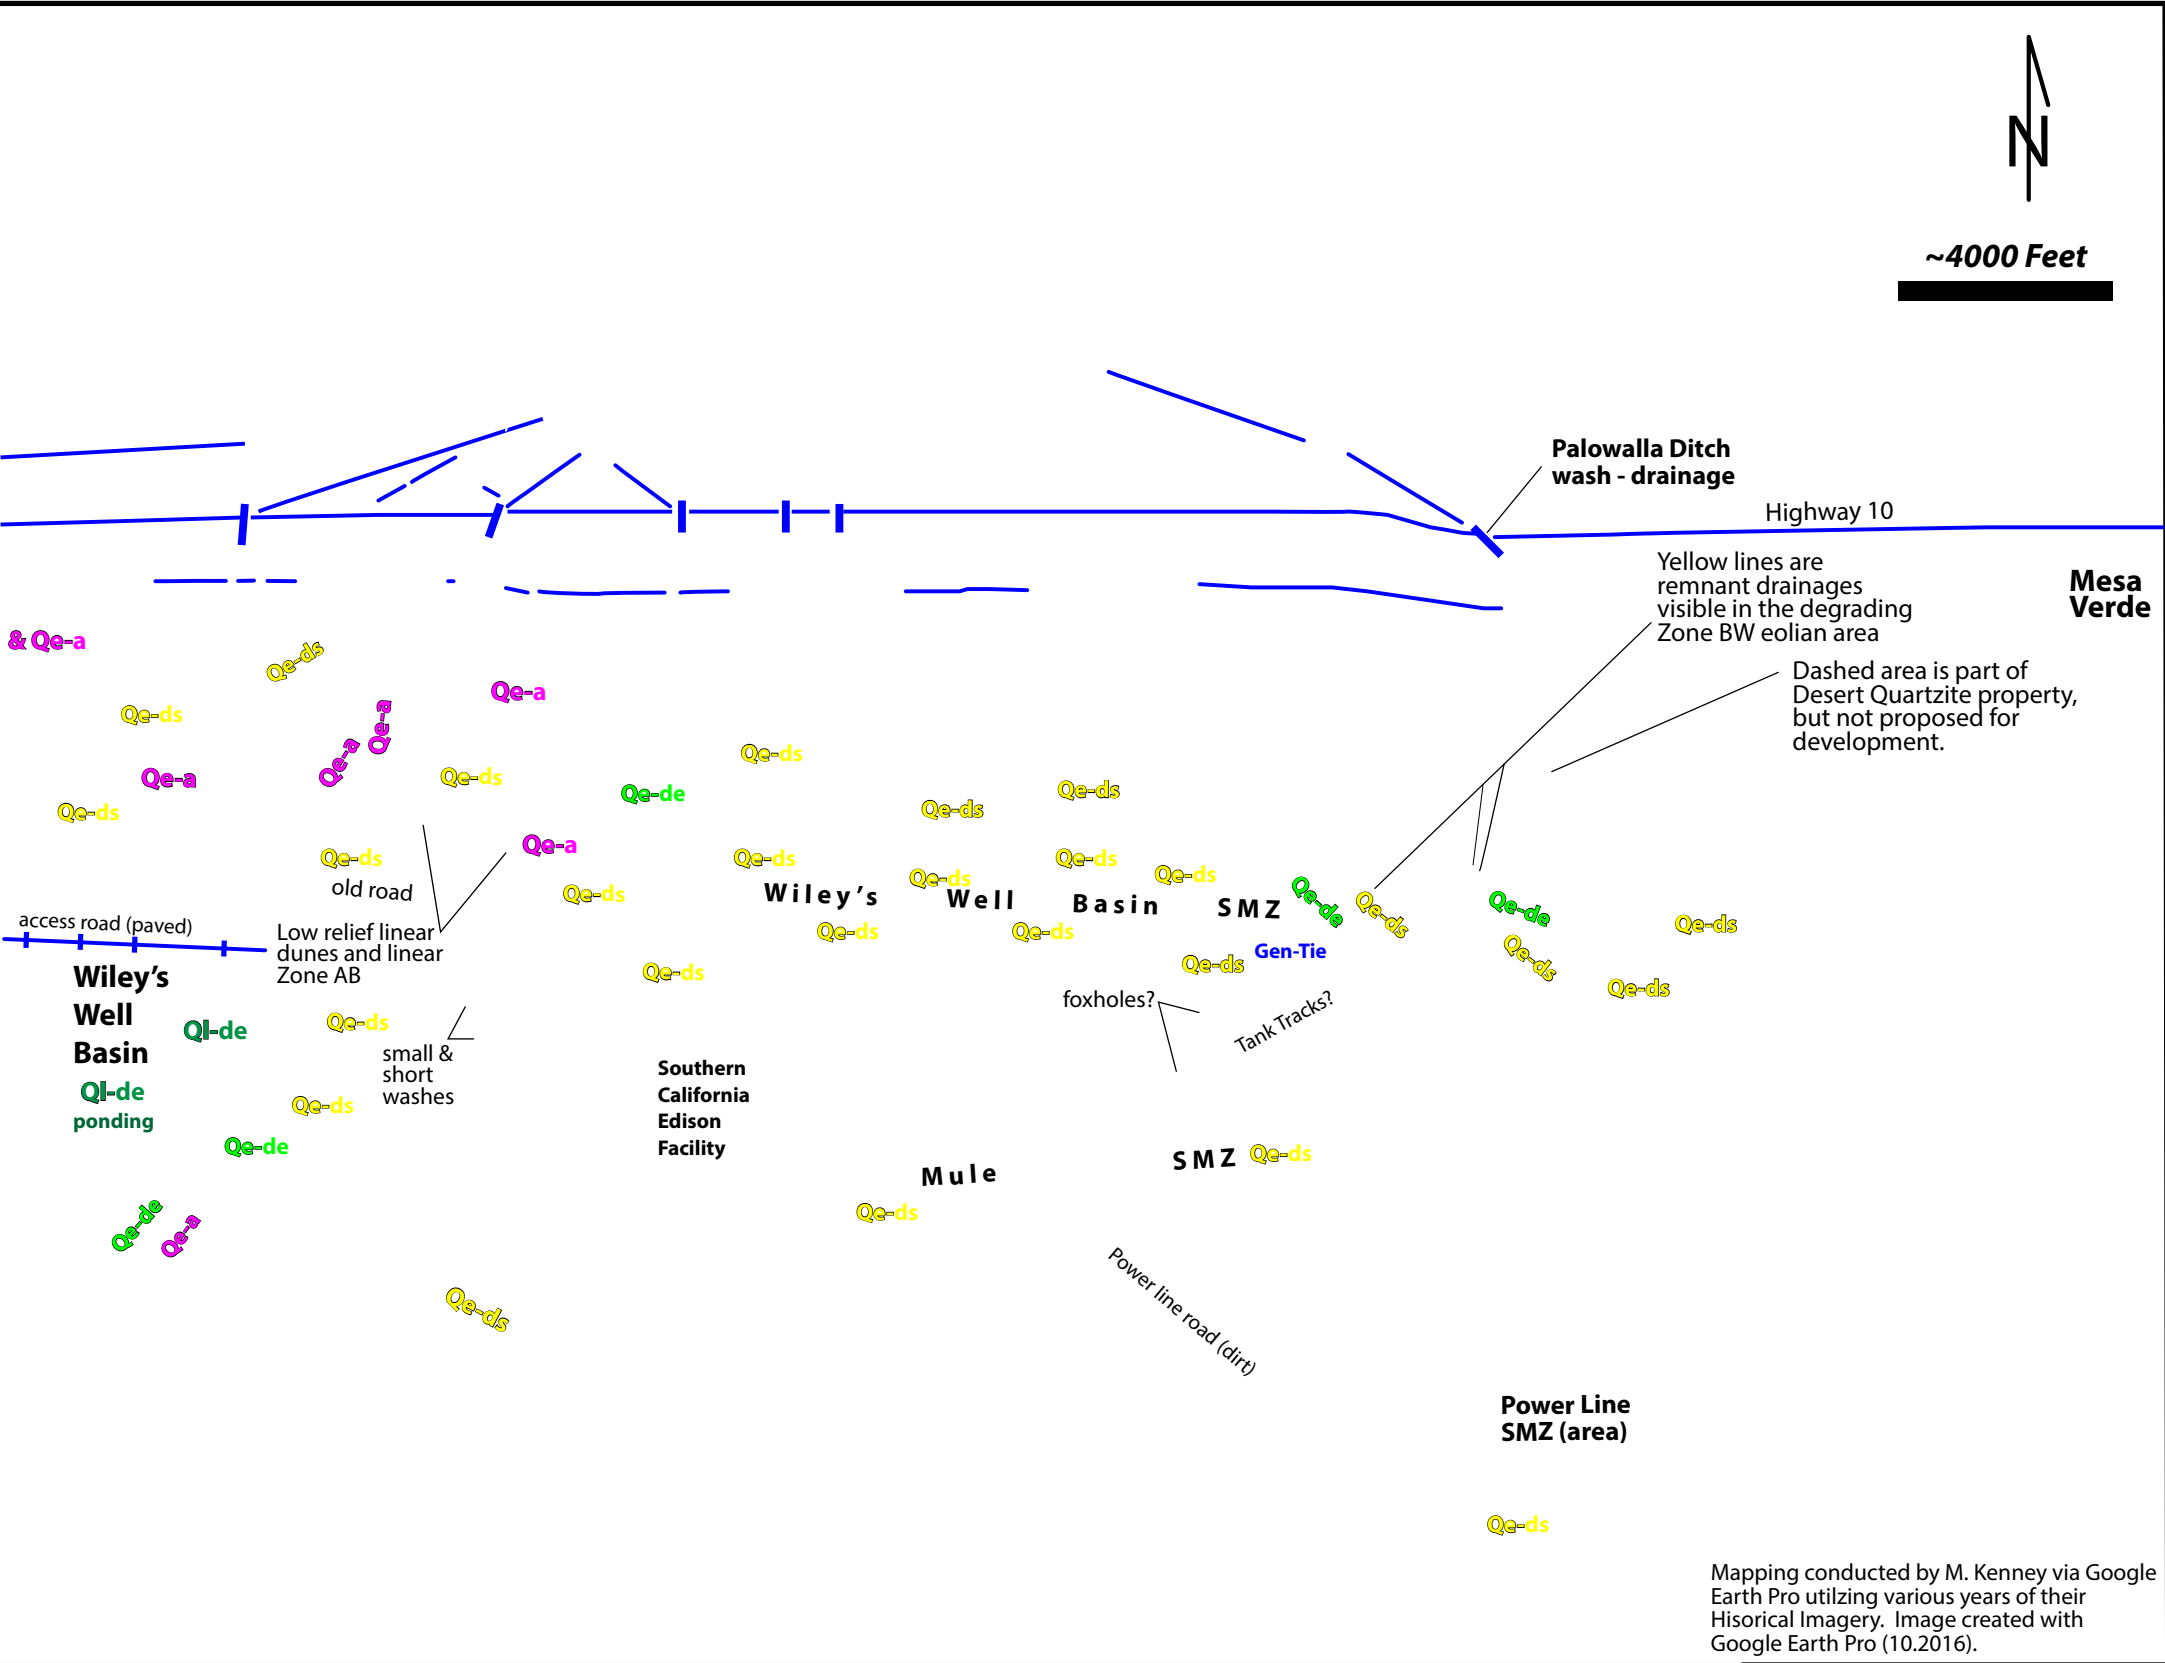 N
~4000 Feet
Palowalla Ditch
wash - drainage
Highway 10
Yellow lines are
remnant drainages
visible in the degrading
Zone BW eolian area
Mesa
Verde
Dashed area is part of
Desert Quartzite property,
but not proposed for
development.
& Qe-a
Qe-ds
Qe-a
Qe-ds
Qe-a
Qe-a
Qe-ds
Qe-a
Qe-ds
Qe-de
Qe-ds
Qe-ds
Qe-ds
Qe-ds
Qe-a
Qe-ds
Qe-ds
Qe-ds
Qe-ds
Qe-ds
Qe-ds
old road
Wiley's Well Basin SMZ
Qe-de
Qe-ds
Qe-de
Qe-ds
access road (paved)
Low relief linear
dunes and linear
Zone AB
Qe-ds
Qe-ds
Gen-Tie
Qe-ds
Qe-ds
Qe-ds
Qe-ds
Wiley's
Well
Basin
foxholes?
Tank Tracks?
Ql-de
Qe-ds
small &
short
washes
Southern
California
Edison
Facility
Ql-de
ponding
Qe-ds
Qe-de
Mule SMZ
Qe-ds
Qe-de
Qe-a
Qe-ds
Qe-ds
Power line road (dirt)
Power Line
SMZ (area)
Qe-ds
Mapping conducted by M. Kenney via Google
Earth Pro utilzing various years of their
Hisorical Imagery. Image created with
Google Earth Pro (10.2016).